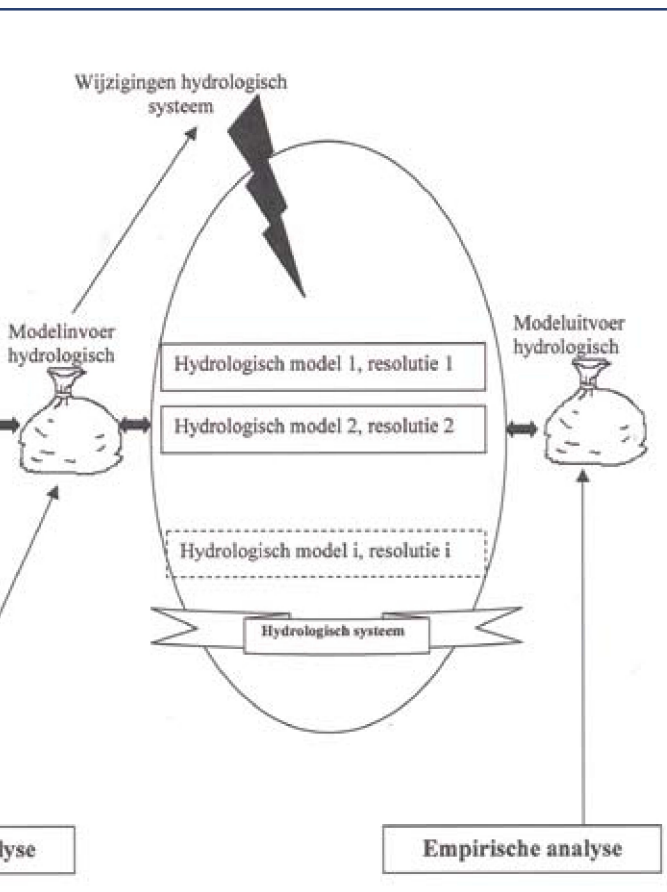 Wijzigingen hydrologisch
systeem
Modelinvoer
hydrologisch
Modeluitvoer
hydrologisch
Hydrologisch model 1, resolutie 1
Hydrologisch model 2, resolutie 2
Hydrologisch model i, resolutie i
Hydrologisch systeem
lyse
Empirische analyse